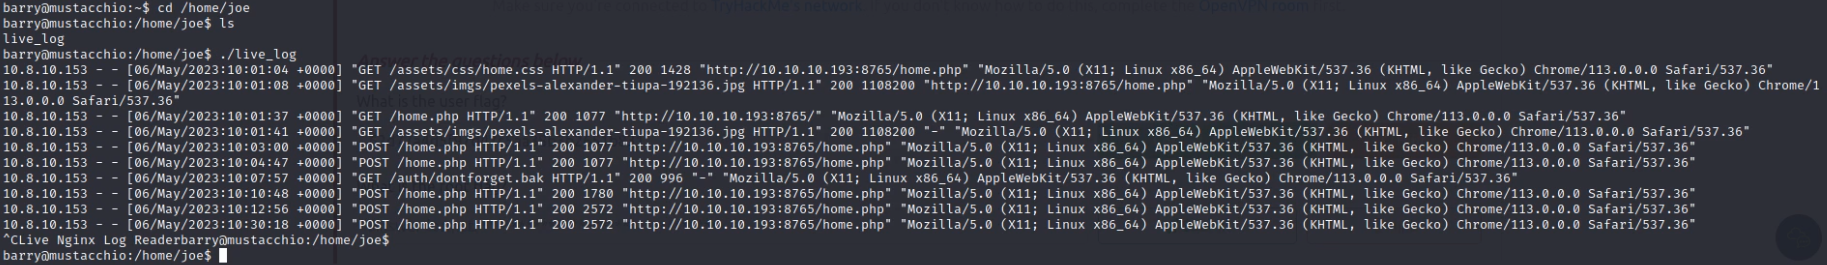 barry@mustacchio:~$ cd /home/joe
barry@mustacchio:/home/joe$ ls
live_log
barry@mustacchio:/home/joe$ ./live_log
10.8.10.153 - - [06/May/2023:10:01:04 +0000] "GET /assets/css/home.css HTTP/1.1" 200 1428 "http://10.10.10.193:8765/home.php" "Mozilla/5.0 (X11; Linux x86_64) AppleWebKit/537.36 (KHTML, like Gecko) Chrome/113.0.0.0 Safari/537.36"
10.8.10.153 - - [06/May/2023:10:01:08 +0000] "GET /assets/imgs/pexels-alexander-tiupa-192136.jpg HTTP/1.1" 200 1108200 "http://10.10.10.193:8765/home.php" "Mozilla/5.0 (X11; Linux x86_64) AppleWebKit/537.36 (KHTML, like Gecko) Chrome/1
13.0.0.0 Safari/537.36"
10.8.10.153 - - [06/May/2023:10:01:37 +0000] "GET /home.php HTTP/1.1" 200 1077 "http://10.10.10.193:8765/" "Mozilla/5.0 (X11; Linux x86_64) AppleWebKit/537.36 (KHTML, like Gecko) Chrome/113.0.0.0 Safari/537.36"
10.8.10.153 - - [06/May/2023:10:01:41 +0000] "GET /assets/imgs/pexels-alexander-tiupa-192136.jpg HTTP/1.1" 200 1108200 "-" "Mozilla/5.0 (X11; Linux x86_64) AppleWebKit/537.36 (KHTML, like Gecko) Chrome/113.0.0.0 Safari/537.36"
10.8.10.153 - - [06/May/2023:10:03:00 +0000] "POST /home.php HTTP/1.1" 200 1077 "http://10.10.10.193:8765/home.php" "Mozilla/5.0 (X11; Linux x86_64) AppleWebKit/537.36 (KHTML, like Gecko) Chrome/113.0.0.0 Safari/537.36"
10.8.10.153 - - [06/May/2023:10:04:47 +0000] "POST /home.php HTTP/1.1" 200 1077 "http://10.10.10.193:8765/home.php" "Mozilla/5.0 (X11; Linux x86_64) AppleWebKit/537.36 (KHTML, like Gecko) Chrome/113.0.0.0 Safari/537.36"
10.8.10.153 - - [06/May/2023:10:07:57 +0000] "GET /auth/dontforget.bak HTTP/1.1" 200 996 "-" "Mozilla/5.0 (X11; Linux x86_64) AppleWebKit/537.36 (KHTML, like Gecko) Chrome/113.0.0.0 Safari/537.36"
10.8.10.153 - - [06/May/2023:10:10:48 +0000] "POST /home.php HTTP/1.1" 200 1780 "http://10.10.10.193:8765/home.php" "Mozilla/5.0 (X11; Linux x86_64) AppleWebKit/537.36 (KHTML, like Gecko) Chrome/113.0.0.0 Safari/537.36"
10.8.10.153 - - [06/May/2023:10:12:56 +0000] "POST /home.php HTTP/1.1" 200 2572 "http://10.10.10.193:8765/home.php" "Mozilla/5.0 (X11; Linux x86_64) AppleWebKit/537.36 (KHTML, like Gecko) Chrome/113.0.0.0 Safari/537.36"
10.8.10.153 - - [06/May/2023:10:30:18 +0000] "POST /home.php HTTP/1.1" 200 2572 "http://10.10.10.193:8765/home.php" "Mozilla/5.0 (X11; Linux x86_64) AppleWebKit/537.36 (KHTML, like Gecko) Chrome/113.0.0.0 Safari/537.36"
^CLive Nginx Log Readerbarry@mustacchio:/home/joe$
barry@mustacchio:/home/joe$